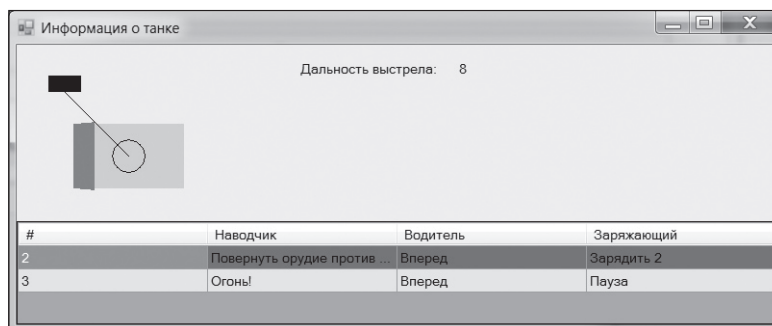 Информация о танке
Дальность выстрела: 8
# Наводчик Водитель Заряжающий
2 Повернуть орудие против ... Вперед Зарядить 2
3 Огонь! Вперед Пауза